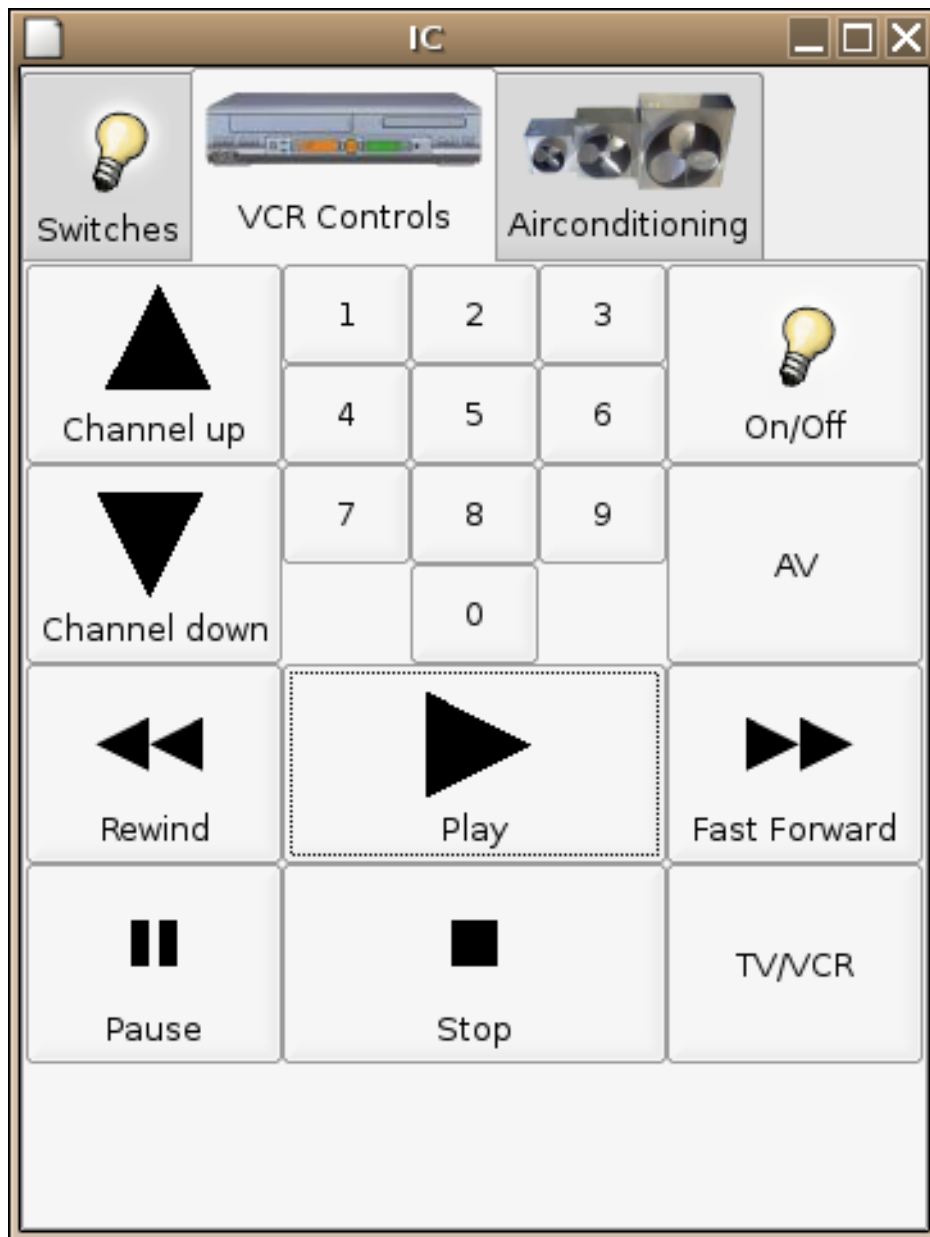 IC
Switches
VCR Controls
Airconditioning
Channel up
1
2
3
On/Off
4
5
6
Channel down
7
8
9
AV
0
Rewind
Play
Fast Forward
Pause
Stop
TV/VCR